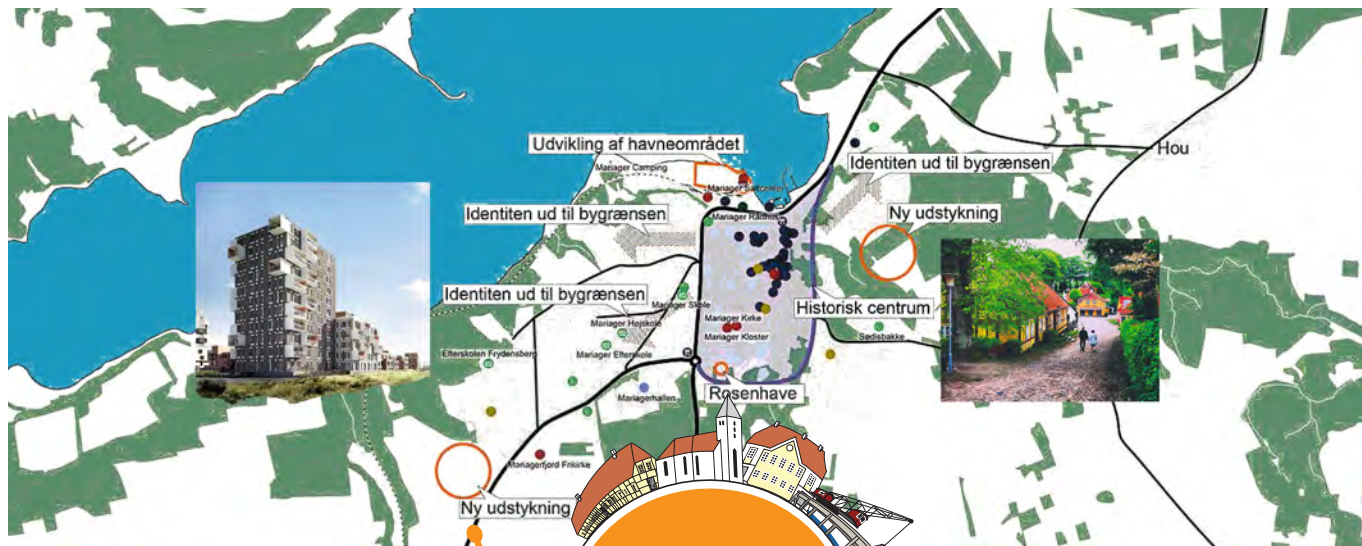 Udvikling af havneområdet
Mariager Camping
Hou
Identiten ud til bygrænsen
Mariager Saltcenter
Identiten ud til bygrænsen
Mariager Rådhus
Ny udstykning
Identiten ud til bygrænsen
Mariager Skole
Historisk centrum
Mariager Højskole
Mariager Kirke
Mariager Kloster
Sødisbakke
Efterskolen Frydensberg
Mariager Efterskole
Mariagerhallen
Rosenhave
Mariagerfjord Frikirke
Ny udstykning